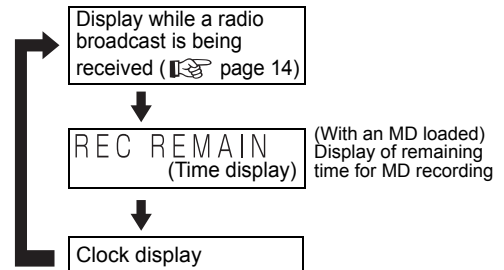 Display while a radio
broadcast is being
received ( page 14)
REC REMAIN
(Time display)
(With an MD loaded)
Display of remaining
time for MD recording
Clock display